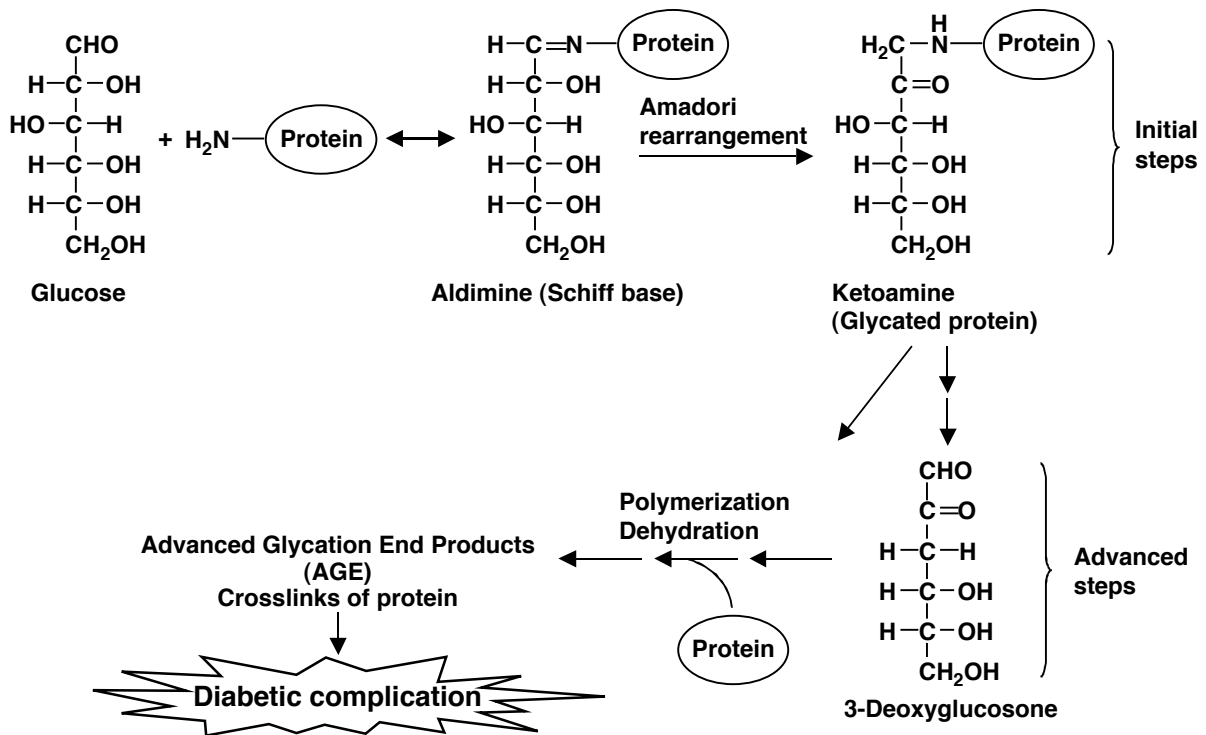 CHO
H–C–OH
HO–C–H
H–C–OH
H–C–OH
CH₂OH
Glucose
+ H₂N– Protein
H–C=N– Protein
H–C–OH
HO–C–H
H–C–OH
H–C–OH
CH₂OH
Aldimine (Schiff base)
Amadori
rearrangement
H
H₂C–N– Protein
C=O
HO–C–H
H–C–OH
H–C–OH
CH₂OH
Ketoamine
(Glycated protein)
Initial
steps
CHO
C=O
H–C–H
H–C–OH
H–C–OH
CH₂OH
3-Deoxyglucosone
Advanced
steps
Polymerization
Dehydration
Protein
Advanced Glycation End Products
(AGE)
Crosslinks of protein
Diabetic complication